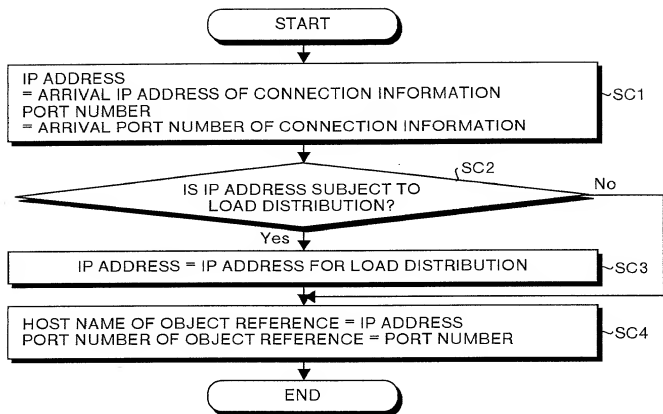 START
IP ADDRESS
= ARRIVAL IP ADDRESS OF CONNECTION INFORMATION
PORT NUMBER
= ARRIVAL PORT NUMBER OF CONNECTION INFORMATION
SC1
SC2
IS IP ADDRESS SUBJECT TO
LOAD DISTRIBUTION?
No
Yes
IP ADDRESS = IP ADDRESS FOR LOAD DISTRIBUTION
SC3
HOST NAME OF OBJECT REFERENCE = IP ADDRESS
PORT NUMBER OF OBJECT REFERENCE = PORT NUMBER
SC4
END